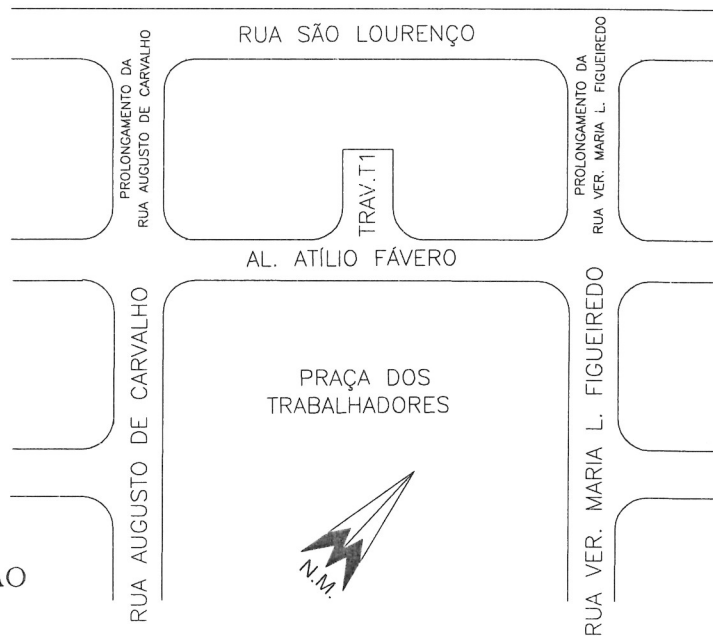 RUA SÃO LOURENÇO
PROLONGAMENTO DA
RUA AUGUSTO DE CARVALHO
PROLONGAMENTO DA
RUA VER. MARIA L. FIGUEIREDO
TRAV.T1
AL. ATÍLIO FÁVERO
RUA AUGUSTO DE CARVALHO
PRAÇA DOS
TRABALHADORES
RUA VER. MARIA L. FIGUEIREDO
N.M.
ÃO